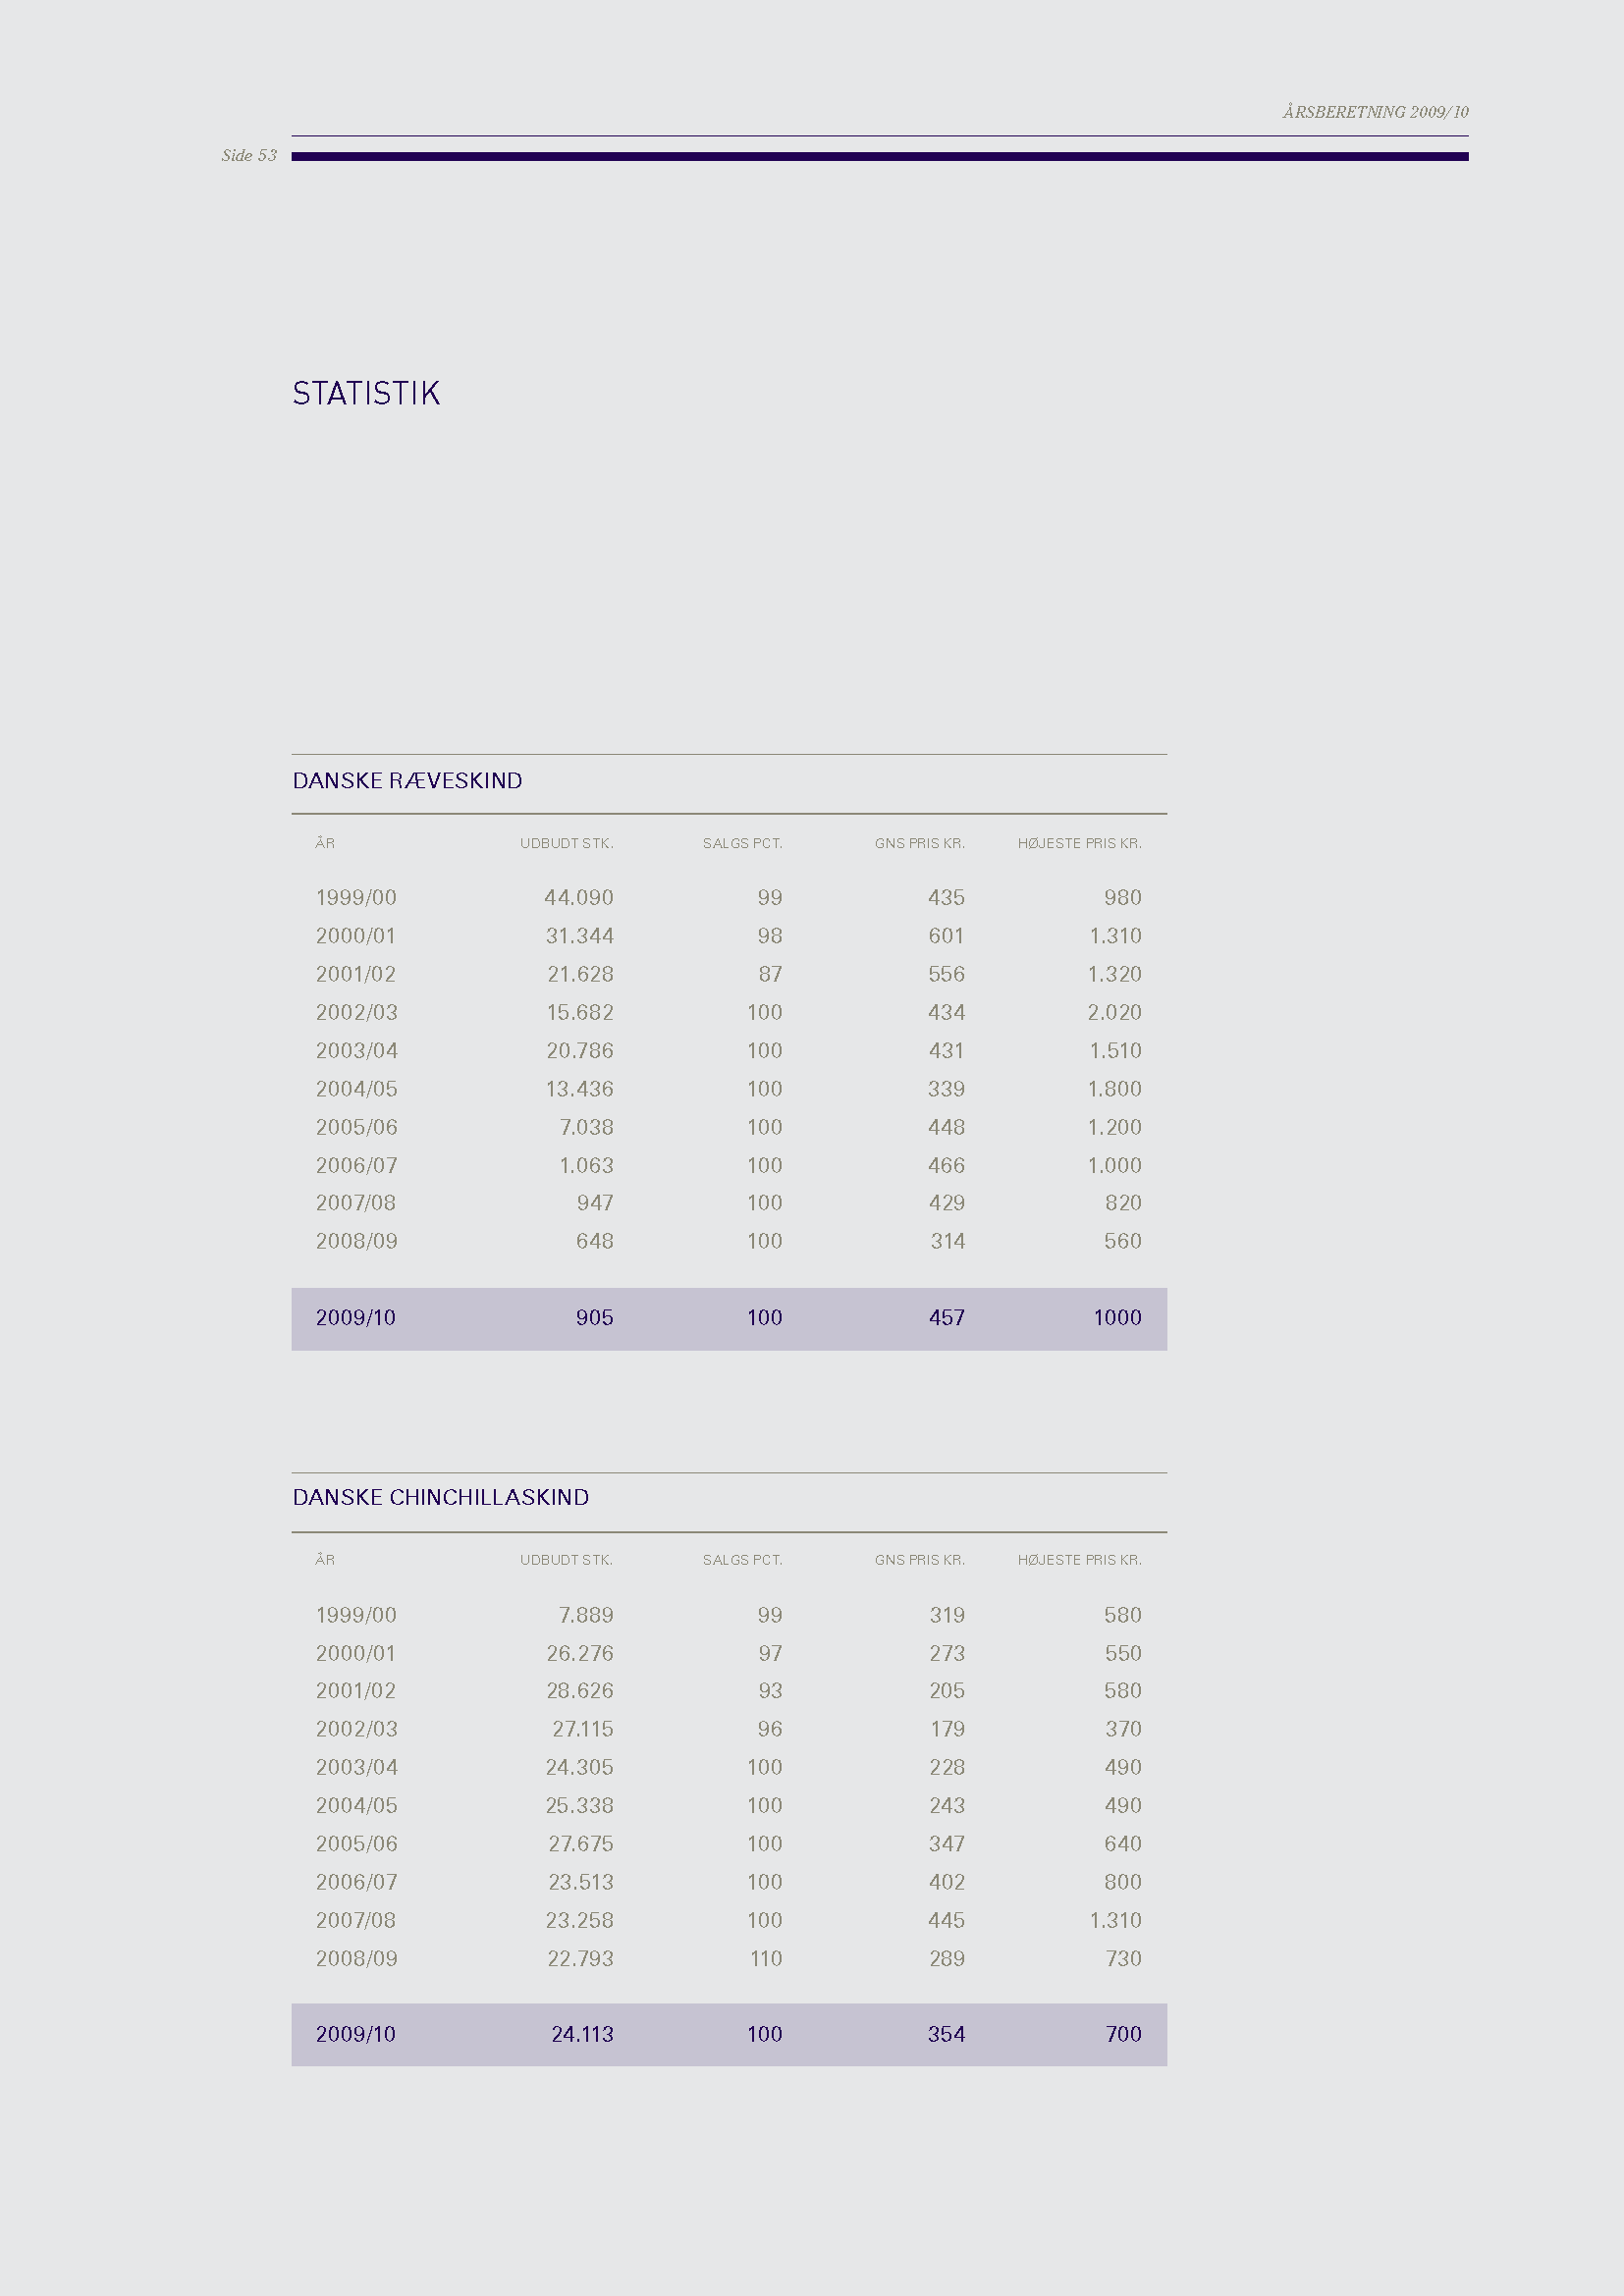 ÅRSBERETNING 2009/10
Side 53
STATISTIK
DANSKE RÆVESKIND
ÅR UDBUDT STK. SALGS PCT. GNS PRIS KR. HØJESTE PRIS KR.
1999/00 44.090 99 435 980
2000/01 31.344 98 601 1.310
2001/02 21.628 87 556 1.320
2002/03 15.682 100 434 2.020
2003/04 20.786 100 431 1.510
2004/05 13.436 100 339 1.800
2005/06 7.038 100 448 1.200
2006/07 1.063 100 466 1.000
2007/08 947 100 429 820
2008/09 648 100 314 560
2009/10 905 100 457 1000
DANSKE CHINCHILLASKIND
ÅR UDBUDT STK. SALGS PCT. GNS PRIS KR. HØJESTE PRIS KR.
1999/00 7.889 99 319 580
2000/01 26.276 97 273 550
2001/02 28.626 93 205 580
2002/03 27.115 96 179 370
2003/04 24.305 100 228 490
2004/05 25.338 100 243 490
2005/06 27.675 100 347 640
2006/07 23.513 100 402 800
2007/08 23.258 100 445 1.310
2008/09 22.793 110 289 730
2009/10 24.113 100 354 700